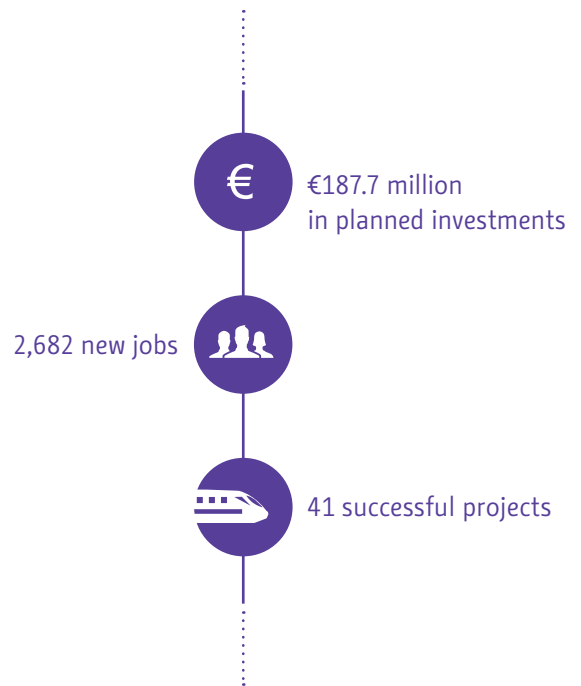 €
€187.7 million
in planned investments
2,682 new jobs
41 successful projects